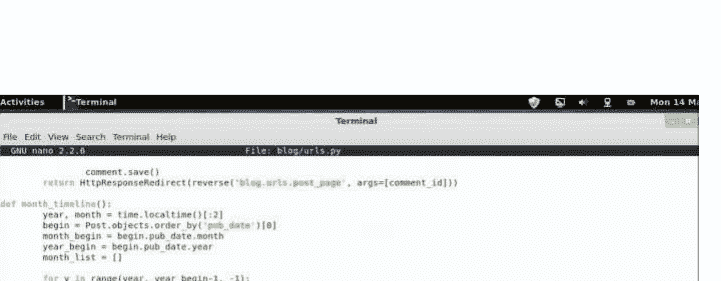 Activities Terminal Mon 14 Ma
Terminal
File Edit View Search Terminal Help
GNU nano 2.2.6 File: blog/urls.py
comment.save()
return HttpResponseRedirect(reverse('blog.urls.post_page', args=[comment_id]))
def month_timeline():
year, month = time.localtime()[:2]
begin = Post.objects.order_by('pub_date')[0]
month_begin = begin.pub_date.month
year_begin = begin.pub_date.year
month_list = []
for y in range(year, year_begin-1, -1):